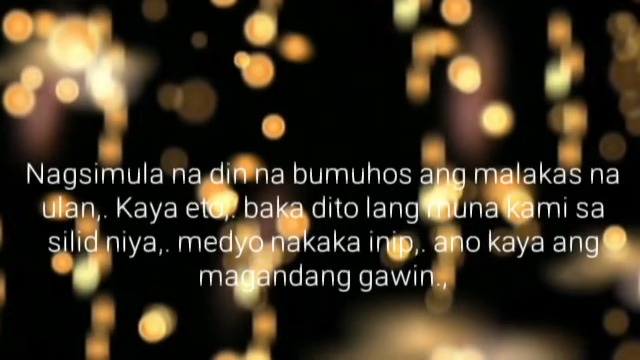 Nagsimula na din na bumuhos ang malakas na
ulan,. Kaya eto,. baka dito lang muna kami sa
silid niya,. medyo nakaka inip,. ano kaya ang
magandang gawin.,